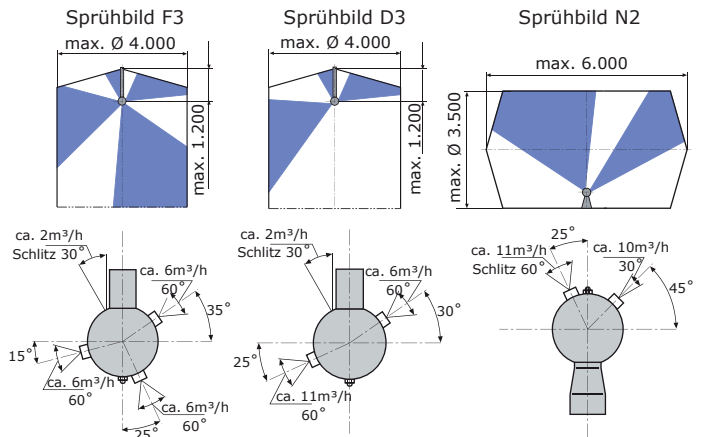 Sprühbild F3
max. Ø 4.000
max. 1.200
Sprühbild D3
max. Ø 4.000
max. 1.200
Sprühbild N2
max. 6.000
max. Ø 3.500
ca. 2m³/h
Schlitz 30°
ca. 6m³/h
60°
35°
15°
ca. 6m³/h
60°
ca. 6m³/h
60°
25°
ca. 2m³/h
Schlitz 30°
ca. 6m³/h
60°
30°
25°
ca. 11m³/h
60°
25°
ca. 11m³/h
Schlitz 60°
ca. 10m³/h
30°
45°